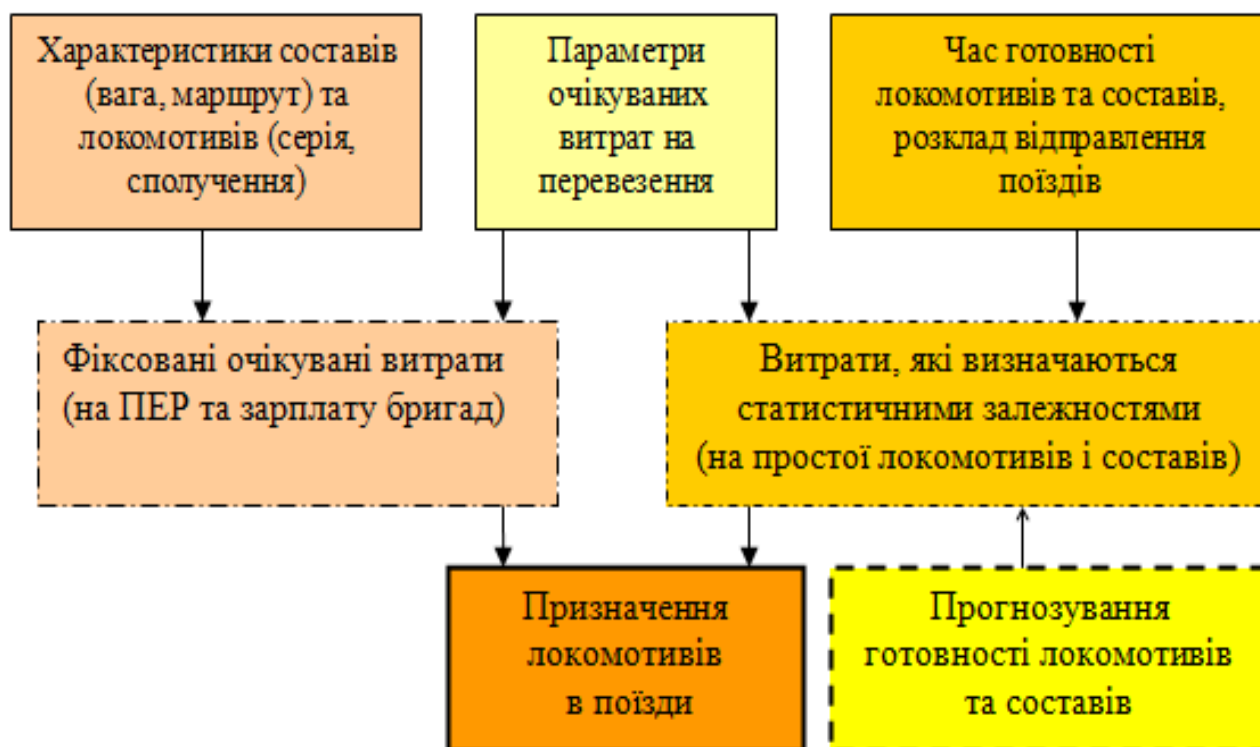 Характеристики составів
(вага, маршрут) та
локомотивів (серія,
сполучення)
Параметри
очікуваних
витрат на
перевезення
Час готовності
локомотивів та составів,
розклад відправлення
поїздів
Фіксовані очікувані витрати
(на ПЕР та зарплату бригад)
Витрати, які визначаються
статистичними залежностями
(на простої локомотивів і составів)
Призначення
локомотивів
в поїзди
Прогнозування
готовності локомотивів
та составів